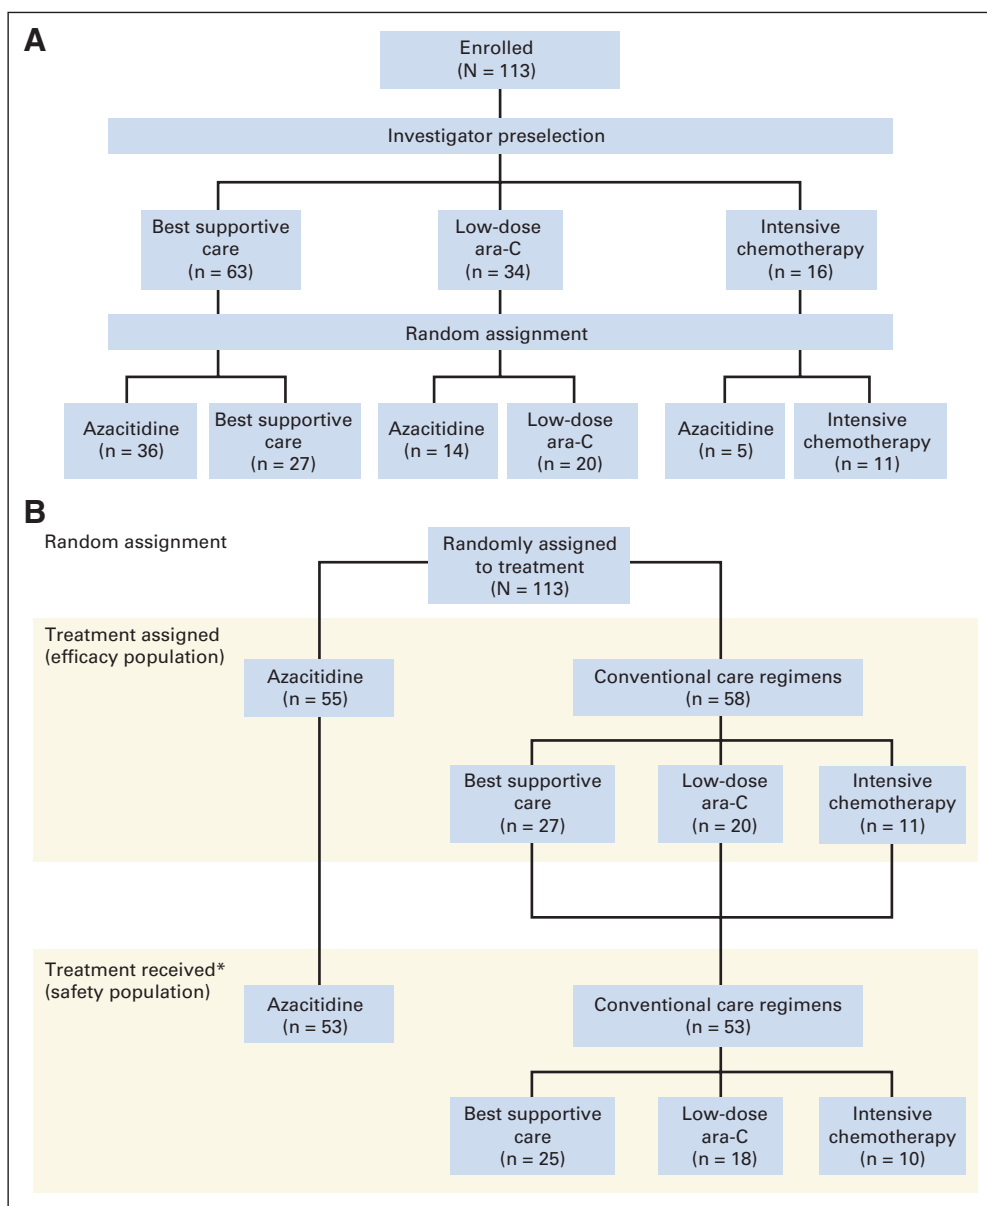 A
Enrolled
(N = 113)
Investigator preselection
Best supportive
care
(n = 63)
Low-dose
ara-C
(n = 34)
Intensive
chemotherapy
(n = 16)
Random assignment
Azacitidine
(n = 36)
Best supportive
care
(n = 27)
Azacitidine
(n = 14)
Low-dose
ara-C
(n = 20)
Azacitidine
(n = 5)
Intensive
chemotherapy
(n = 11)
B
Random assignment
Randomly assigned
to treatment
(N = 113)
Treatment assigned
(efficacy population)
Azacitidine
(n = 55)
Conventional care regimens
(n = 58)
Best supportive
care
(n = 27)
Low-dose
ara-C
(n = 20)
Intensive
chemotherapy
(n = 11)
Treatment received*
(safety population)
Azacitidine
(n = 53)
Conventional care regimens
(n = 53)
Best supportive
care
(n = 25)
Low-dose
ara-C
(n = 18)
Intensive
chemotherapy
(n = 10)